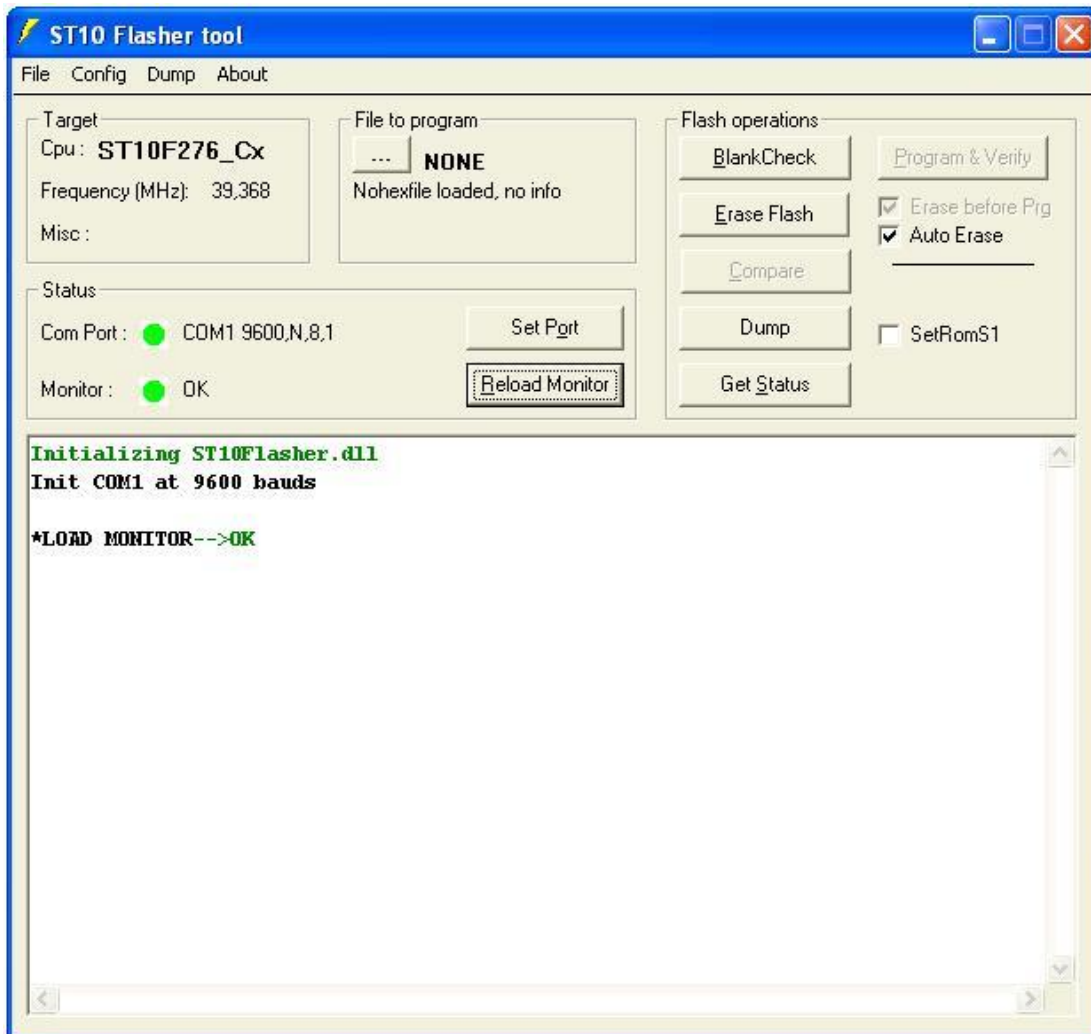 ST10 Flasher tool
File Config Dump About
Target
Cpu : ST10F276_Cx
Frequency (MHz): 39,368
Misc :
File to program
... NONE
Nohexfile loaded, no info
Status
Com Port : COM1 9600,N,8,1
Set Port
Monitor : OK
Reload Monitor
Flash operations
BlankCheck
Program & Verify
Erase Flash
Erase before Prg
Auto Erase
Compare
Dump
SetRomS1
Get Status
Initializing ST10Flasher.dll
Init COM1 at 9600 bauds
*LOAD MONITOR-->OK